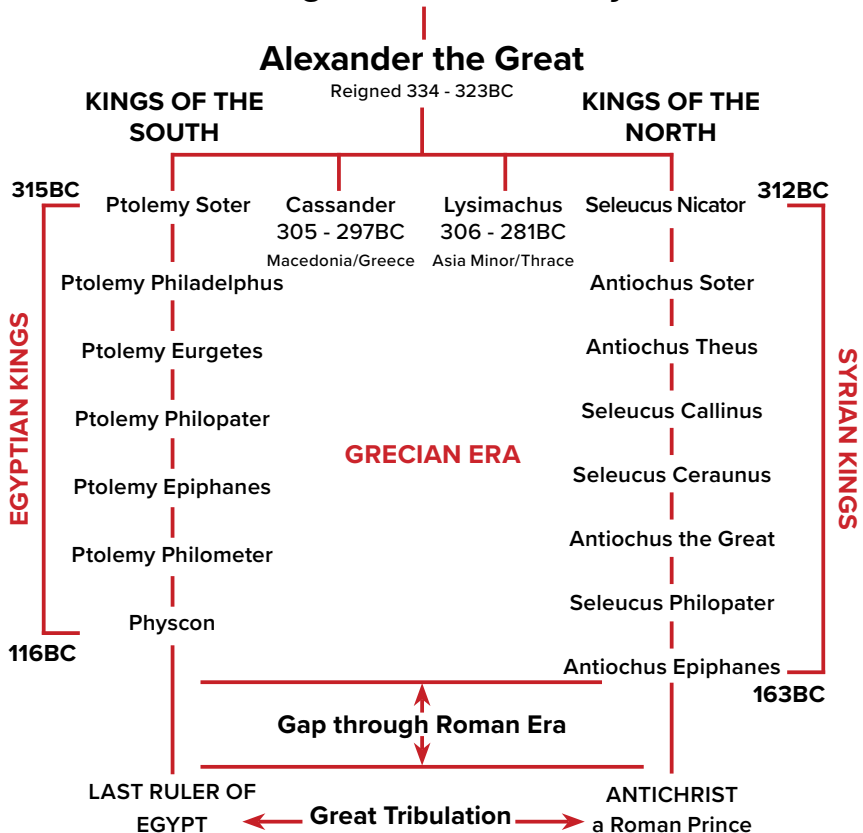 Alexander the Great
Reigned 334 - 323BC
KINGS OF THE
SOUTH
KINGS OF THE
NORTH
315BC
Ptolemy Soter
Cassander
305 - 297BC
Macedonia/Greece
Lysimachus
306 - 281BC
Asia Minor/Thrace
Seleucus Nicator
312BC
Ptolemy Philadelphus
Antiochus Soter
Ptolemy Eurgetes
Antiochus Theus
Ptolemy Philopater
Seleucus Callinus
EGYPTIAN KINGS
GRECIAN ERA
SYRIAN KINGS
Ptolemy Epiphanes
Seleucus Ceraunus
Ptolemy Philometer
Antiochus the Great
Physcon
Seleucus Philopater
116BC
Antiochus Epiphanes
163BC
Gap through Roman Era
LAST RULER OF
EGYPT
Great Tribulation
ANTICHRIST
a Roman Prince